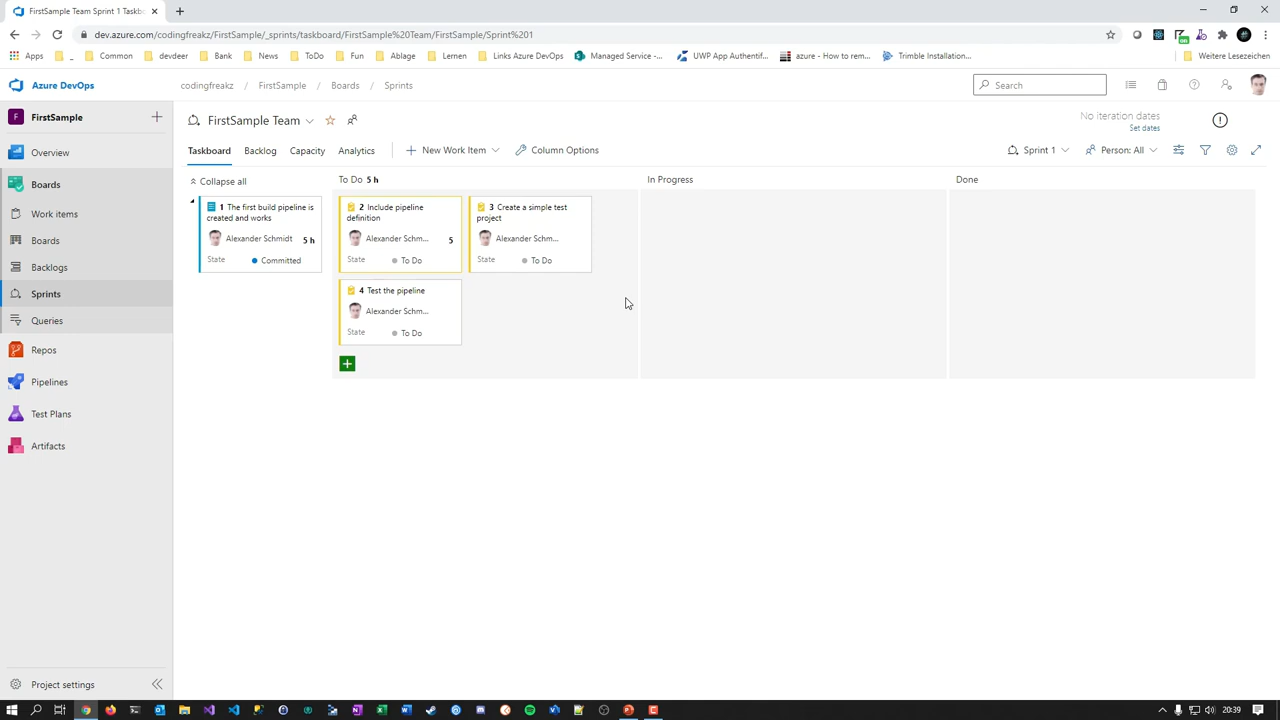 FirstSample Team Sprint 1 Taskb
dev.azure.com/codingfreakz/FirstSample/_sprints/taskboard/FirstSample%20Team/FirstSample/Sprint%201
Apps _ Common devdeer Bank News ToDo Fun Ablage Lernen Links Azure DevOps Managed Service -... UWP App Authentif... azure - How to rem... Trimble Installation... Weitere Lesezeichen
Azure DevOps codingfreakz / FirstSample / Boards / Sprints Search
F FirstSample
FirstSample Team
No iteration dates
Set dates
Taskboard Backlog Capacity Analytics New Work Item Column Options Sprint 1 Person: All
Overview
Boards
Work items
Boards
Backlogs
Sprints
Queries
Repos
Pipelines
Test Plans
Artifacts
Project settings
Collapse all To Do 5 h In Progress Done
1 The first build pipeline is
created and works
Alexander Schmidt 5 h
State Committed
2 Include pipeline
definition
Alexander Schm... 5
State To Do
3 Create a simple test
project
Alexander Schm...
State To Do
4 Test the pipeline
Alexander Schm...
State To Do
20:39